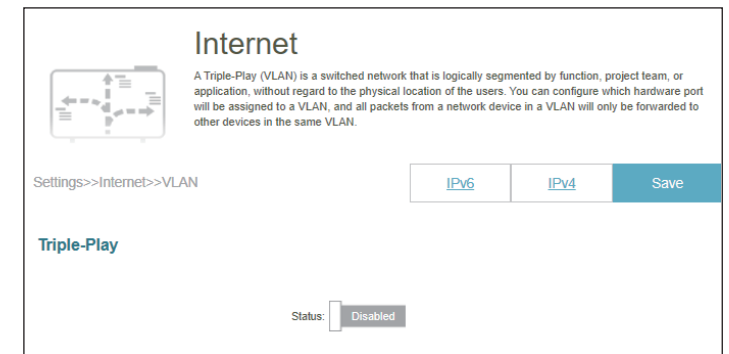 Internet
A Triple-Play (VLAN) is a switched network that is logically segmented by function, project team, or
application, without regard to the physical location of the users. You can configure which hardware port
will be assigned to a VLAN, and all packets from a network device in a VLAN will only be forwarded to
other devices in the same VLAN.
Settings>>Internet>>VLAN
IPv6
IPv4
Save
Triple-Play
Status:
Disabled